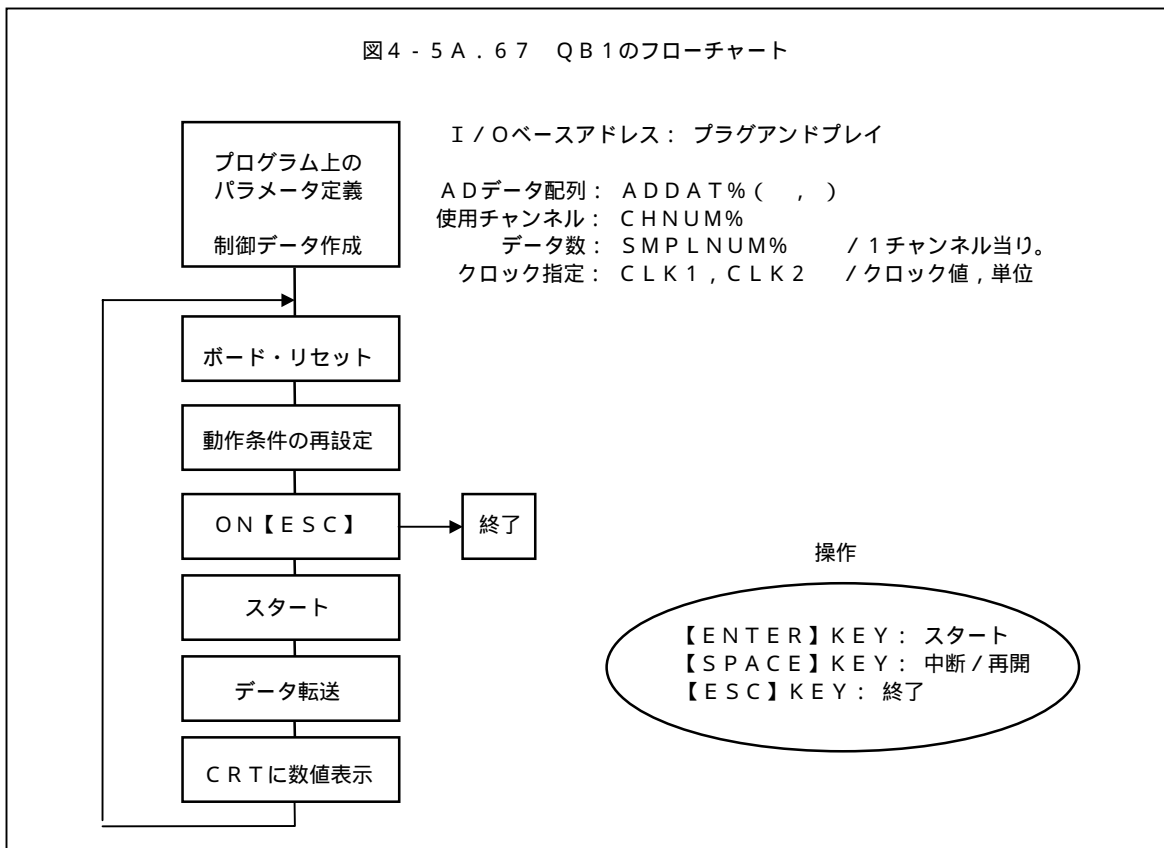 図4-5A.67 QB1のフローチャート
プログラム上の
パラメータ定義
制御データ作成
I/Oベースアドレス: プラグアンドプレイ
ADデータ配列: ADDAT%( , )
使用チャンネル: CHNUM%
データ数: SMPLNUM% /1チャンネル当り。
クロック指定: CLK1,CLK2 /クロック値,単位
ボード・リセット
動作条件の再設定
ON【ESC】
終了
スタート
データ転送
CRTに数値表示
操作
【ENTER】KEY: スタート
【SPACE】KEY: 中断/再開
【ESC】KEY: 終了